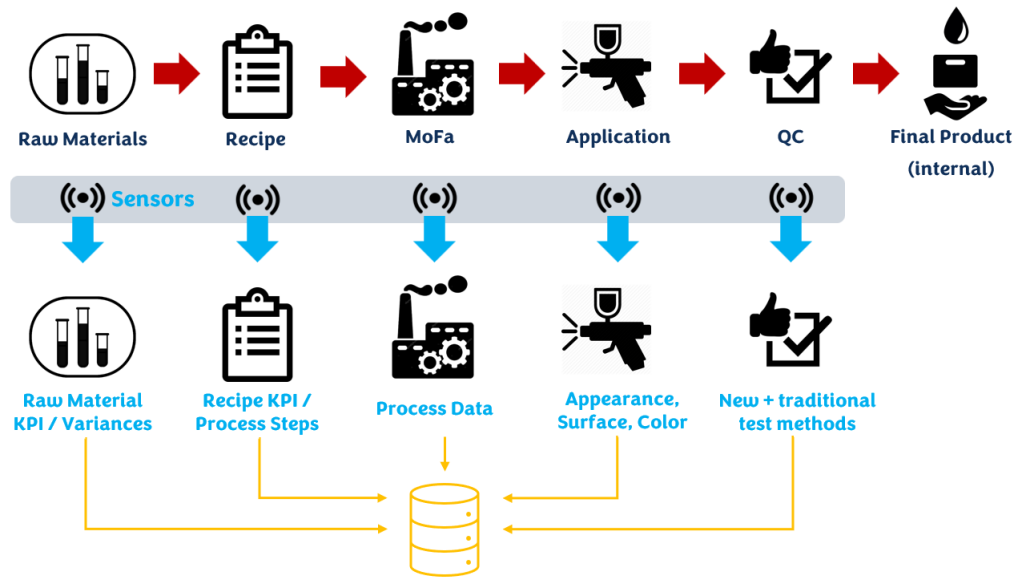 Raw Materials
Recipe
MoFa
Application
QC
Final Product
(internal)
Sensors
Raw Material
KPI / Variances
Recipe KPI /
Process Steps
Process Data
Appearance,
Surface, Color
New + traditional
test methods